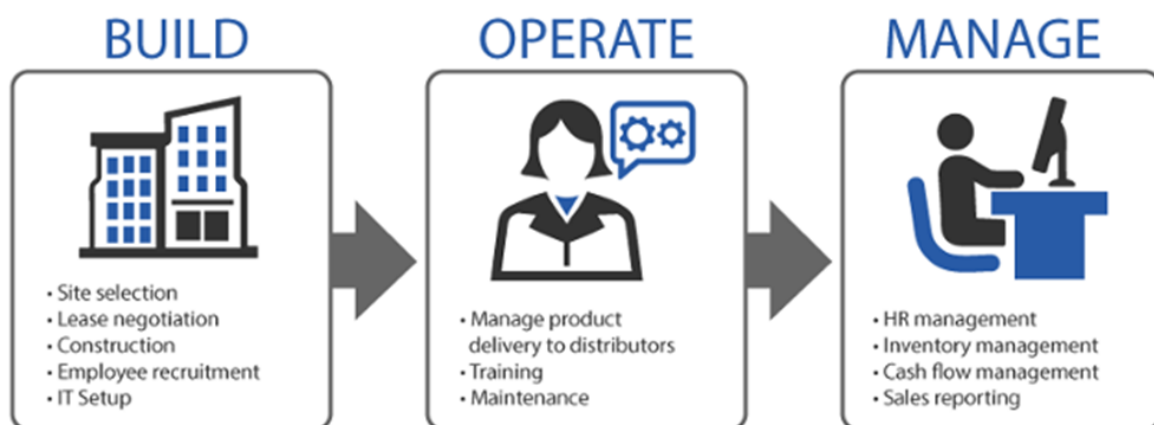 BUILD
• Site selection
• Lease negotiation
• Construction
• Employee recruitment
• IT Setup
OPERATE
• Manage product
delivery to distributors
• Training
• Maintenance
MANAGE
• HR management
• Inventory management
• Cash flow management
• Sales reporting